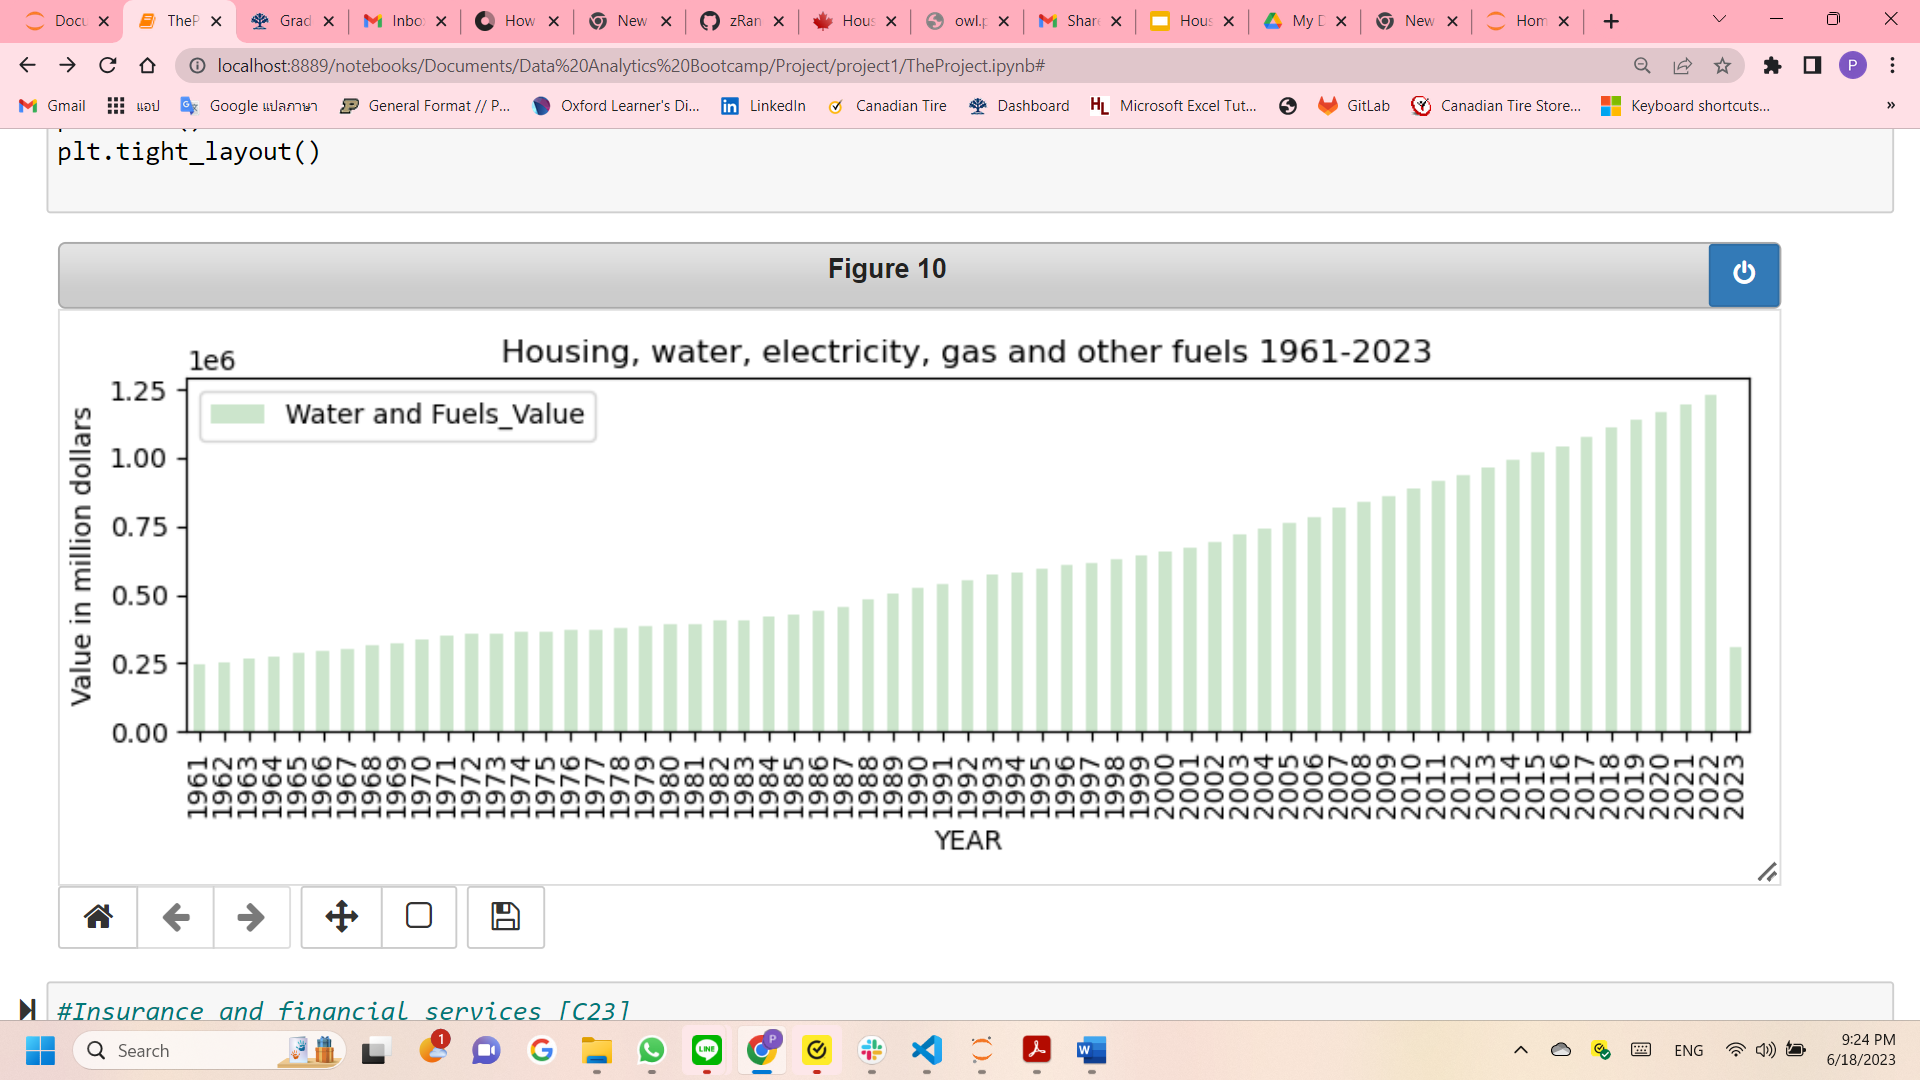 Docu
TheP
Grad
Inbo
How
New
zRan
Hous
owl.p
Share
Hous
My D
New
Hom
localhost:8889/notebooks/Documents/Data%20Analytics%20Bootcamp/Project/project1/TheProject.ipynb#
P
Gmail
แอป
Google แปลภาษา
General Format // P...
Oxford Learner's Di...
LinkedIn
Canadian Tire
Dashboard
HL
Microsoft Excel Tut...
GitLab
Canadian Tire Store...
Keyboard shortcuts...
»
plt.tight_layout()
Figure 10
Housing, water, electricity, gas and other fuels 1961-2023
1e6
Water and Fuels_Value
Value in million dollars
1.25
1.00
0.75
0.50
0.25
0.00
1961 1962 1963 1964 1965 1966 1967 1968 1969 1970 1971 1972 1973 1974 1975 1976 1977 1978 1979 1980 1981 1982 1983 1984 1985 1986 1987 1988 1989 1990 1991 1992 1993 1994 1995 1996 1997 1998 1999 2000 2001 2002 2003 2004 2005 2006 2007 2008 2009 2010 2011 2012 2013 2014 2015 2016 2017 2018 2019 2020 2021 2022 2023
YEAR
#Insurance and financial services [C23]
Search
1
LINE
P
ENG
9:24 PM
6/18/2023